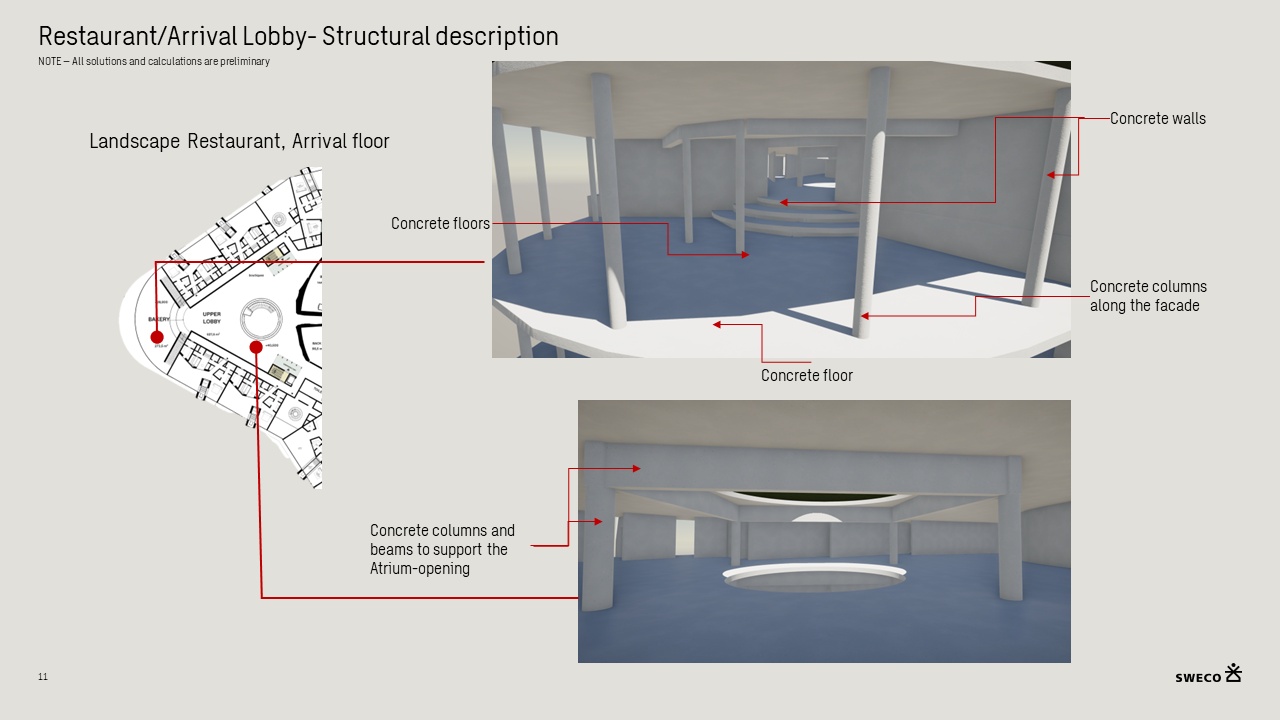 Restaurant/Arrival Lobby- Structural description
NOTE – All solutions and calculations are preliminary
Landscape Restaurant, Arrival floor
Concrete walls
Concrete floors
Concrete columns
along the facade
Concrete floor
BAKERY
UPPER
LOBBY
Concrete columns and
beams to support the
Atrium-opening
11
SWECO